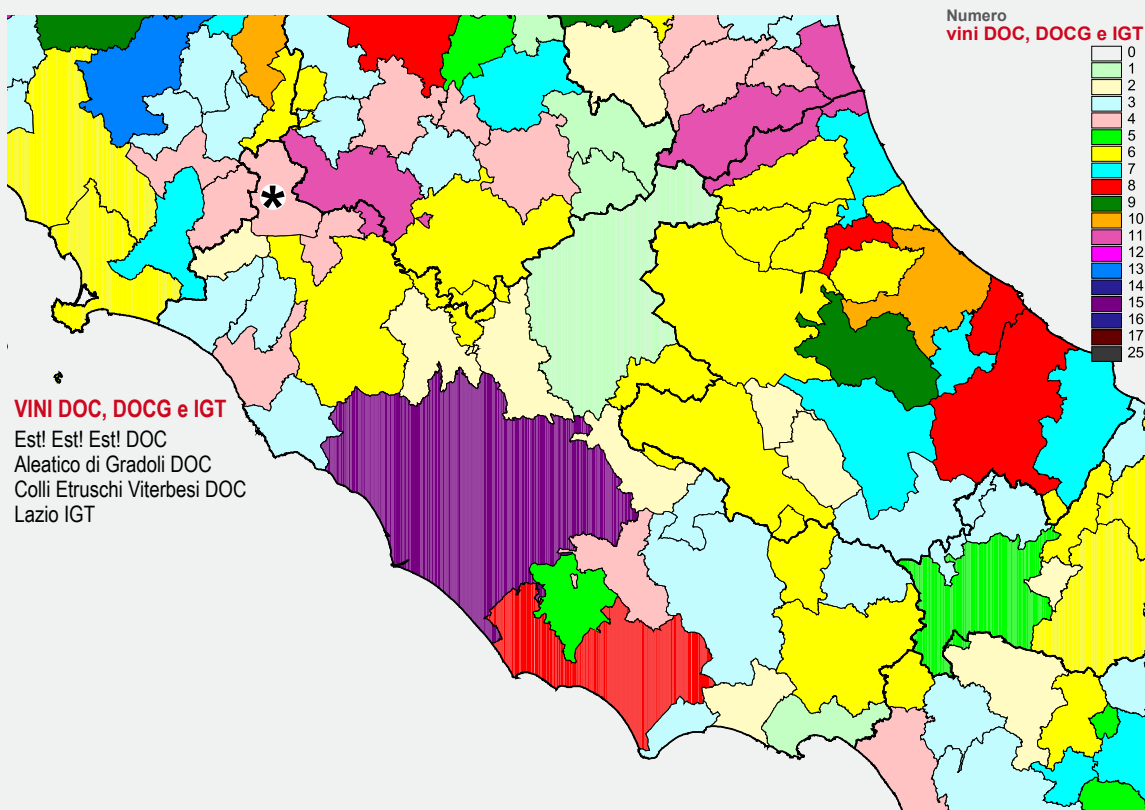 Numero
vini DOC, DOCG e IGT
0
1
2
3
4
5
6
7
8
9
10
11
12
13
14
15
16
17
25
*
VINI DOC, DOCG e IGT
Est! Est! Est! DOC
Aleatico di Gradoli DOC
Colli Etruschi Viterbesi DOC
Lazio IGT